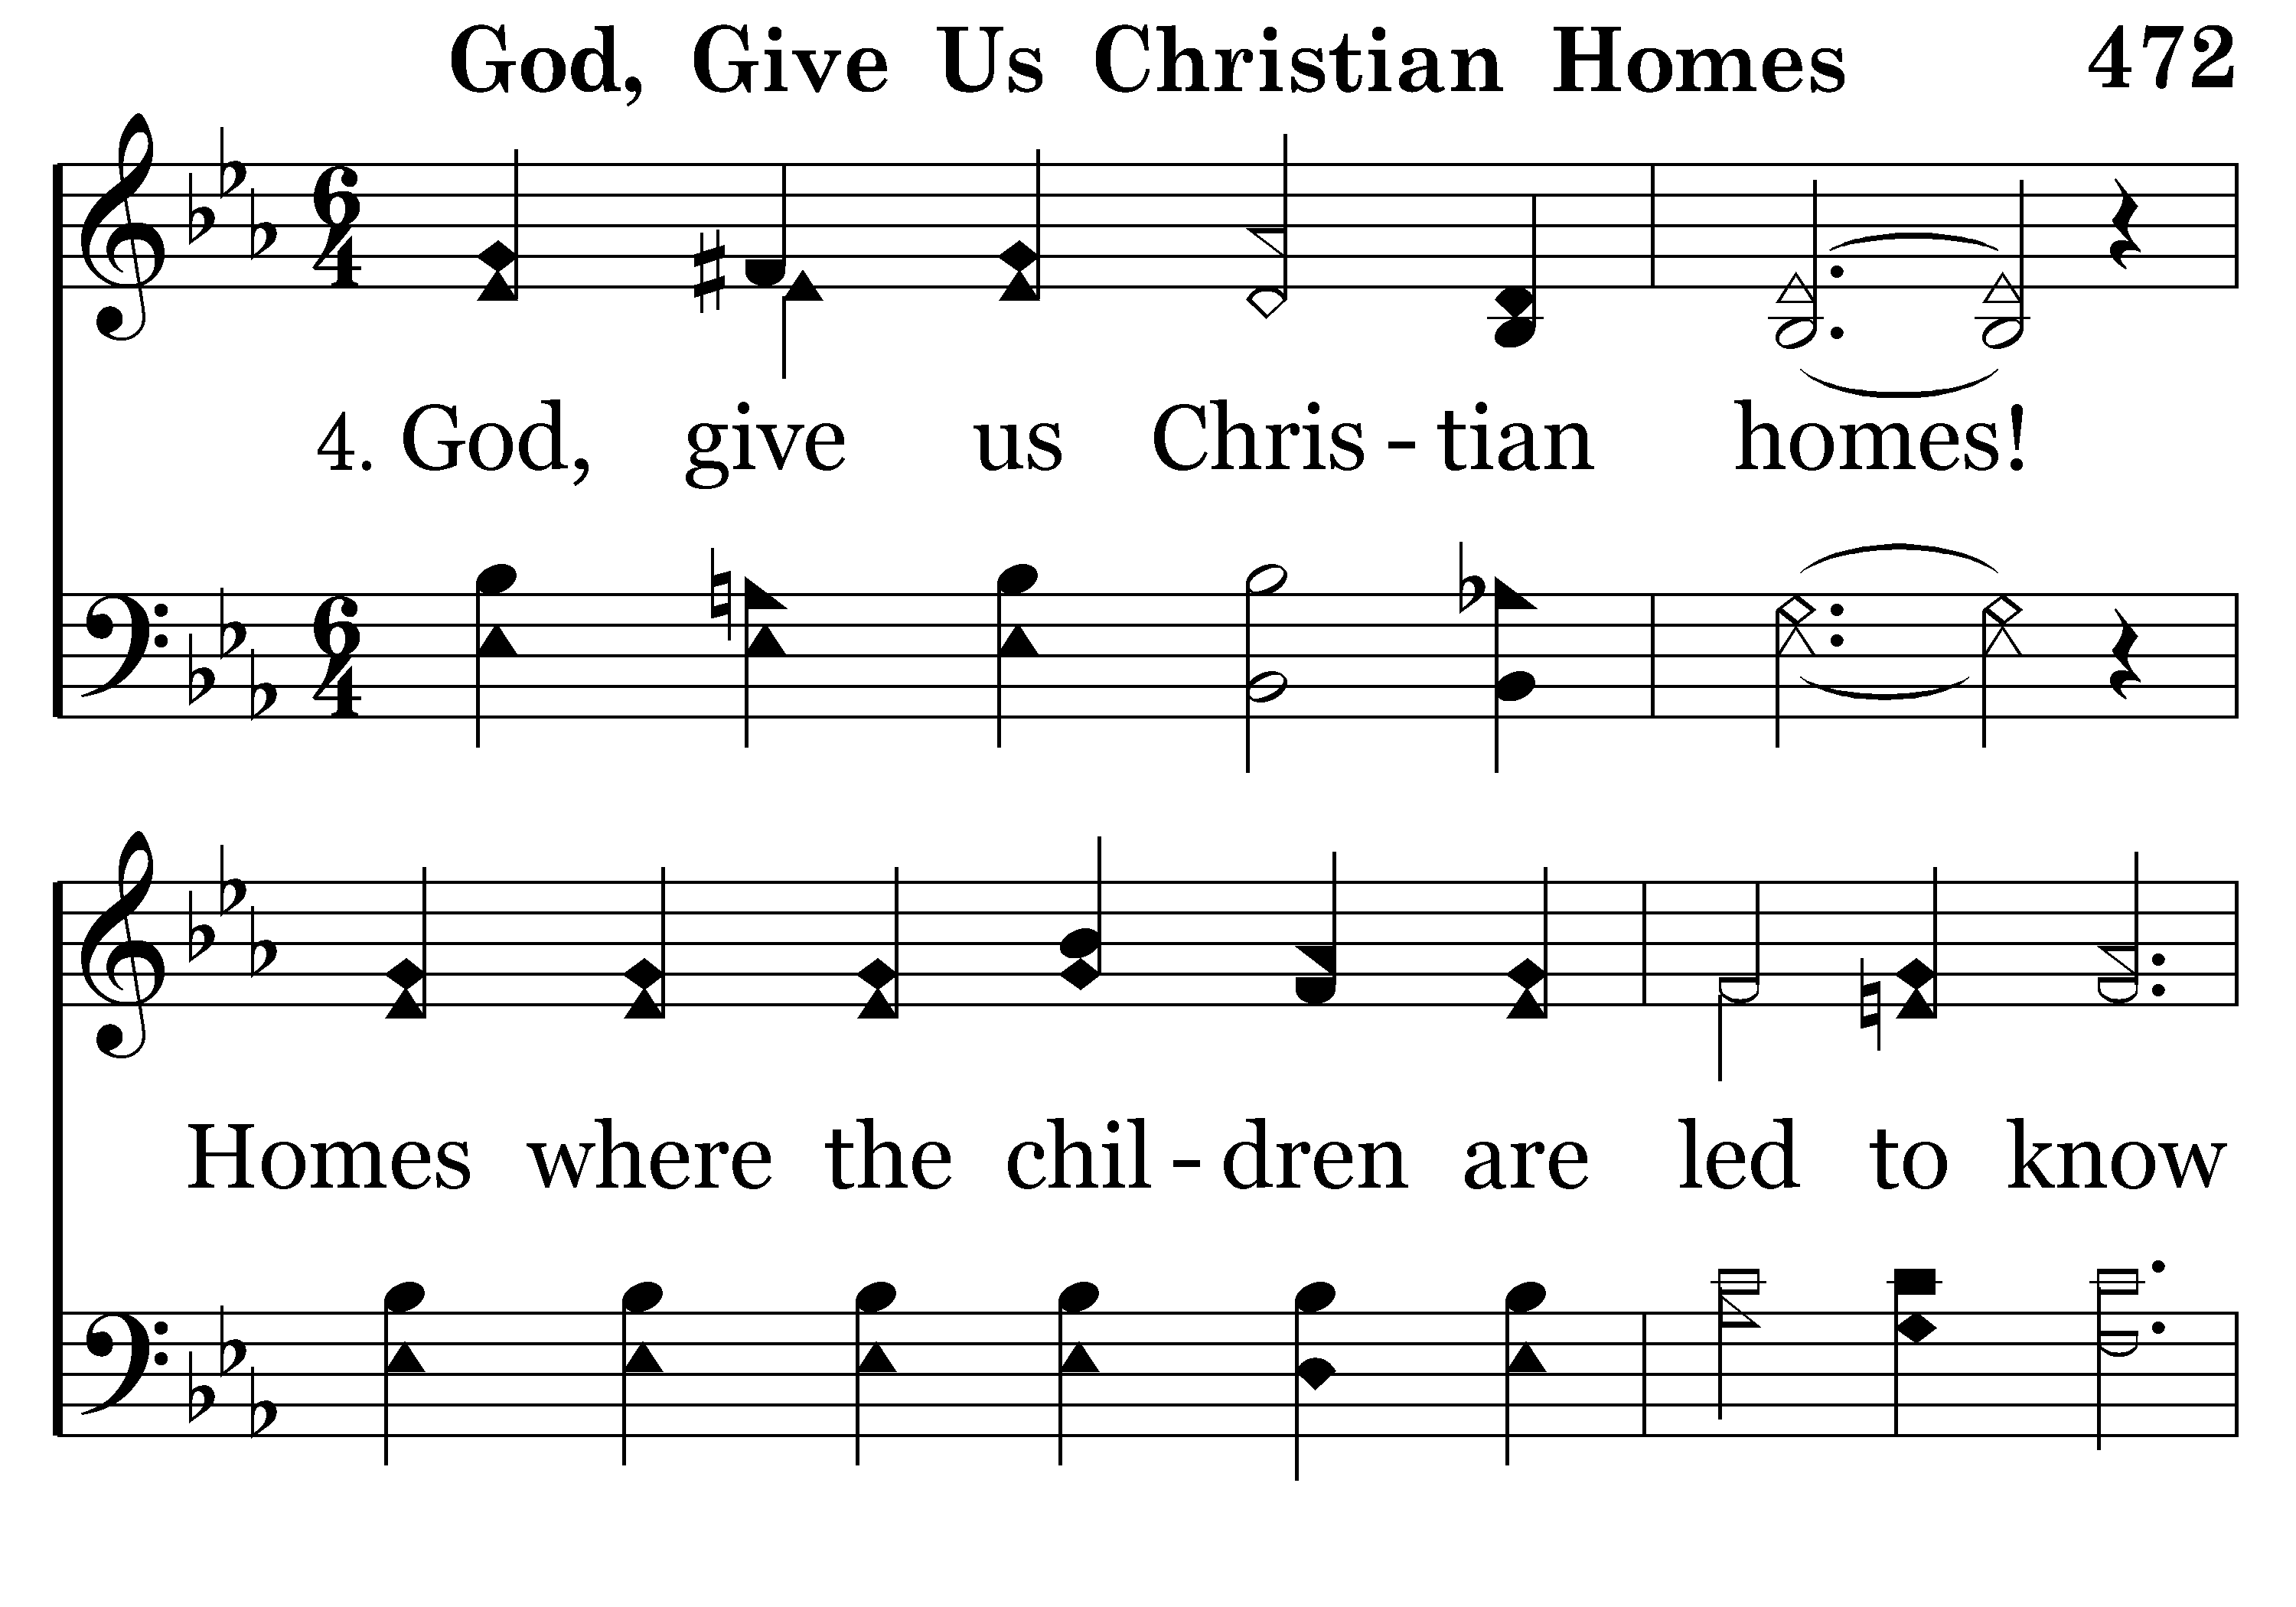 God, Give Us Christian Homes 472
4. God, give us Chris - tian homes!
Homes where the chil - dren are led to know